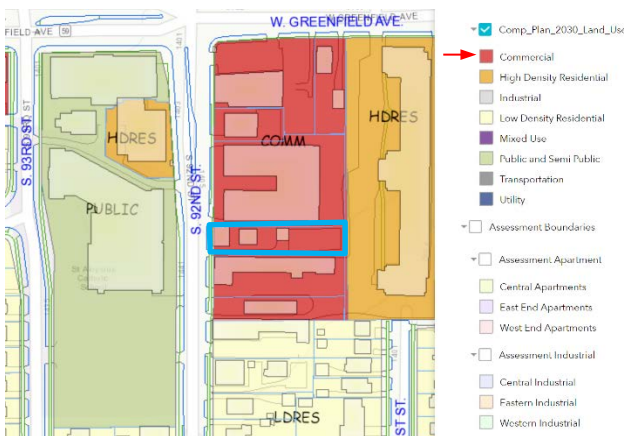 W. GREENFIELD AVE.
FIELD AVE 59
S. 93RD ST.
HDRES
PUBLIC
S. 92ND ST.
COMM
HDRES
LDRES
ST ST.
Comp_Plan_2030_Land_Use
Commercial
High Density Residential
Industrial
Low Density Residential
Mixed Use
Public and Semi Public
Transportation
Utility
Assessment Boundaries
Assessment Apartment
Central Apartments
East End Apartments
West End Apartments
Assessment Industrial
Central Industrial
Eastern Industrial
Western Industrial